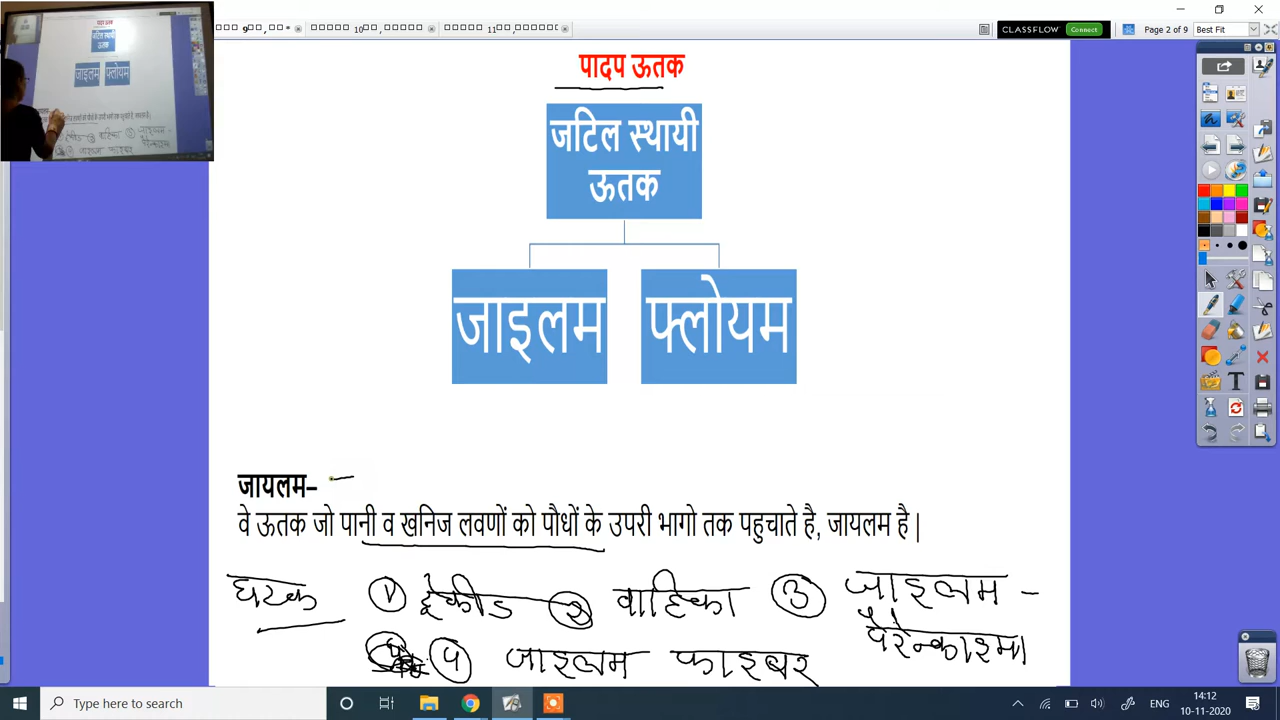 CLASSFLOW Connect
Page 2 of 9
Best Fit
पादप ऊतक
जटिल स्थायी
ऊतक
जाइलम
फ्लोयम
जायलम–
वे ऊतक जो पानी व खनिज लवणों को पौधों के उपरी भागो तक पहुचाते है, जायलम है |
घटक ① ट्रेकीड ② वाहिका ③ जाइलम –
पैरेन्काइमा
④ जाइलम फाइबर
Type here to search
ENG
14:12
10-11-2020